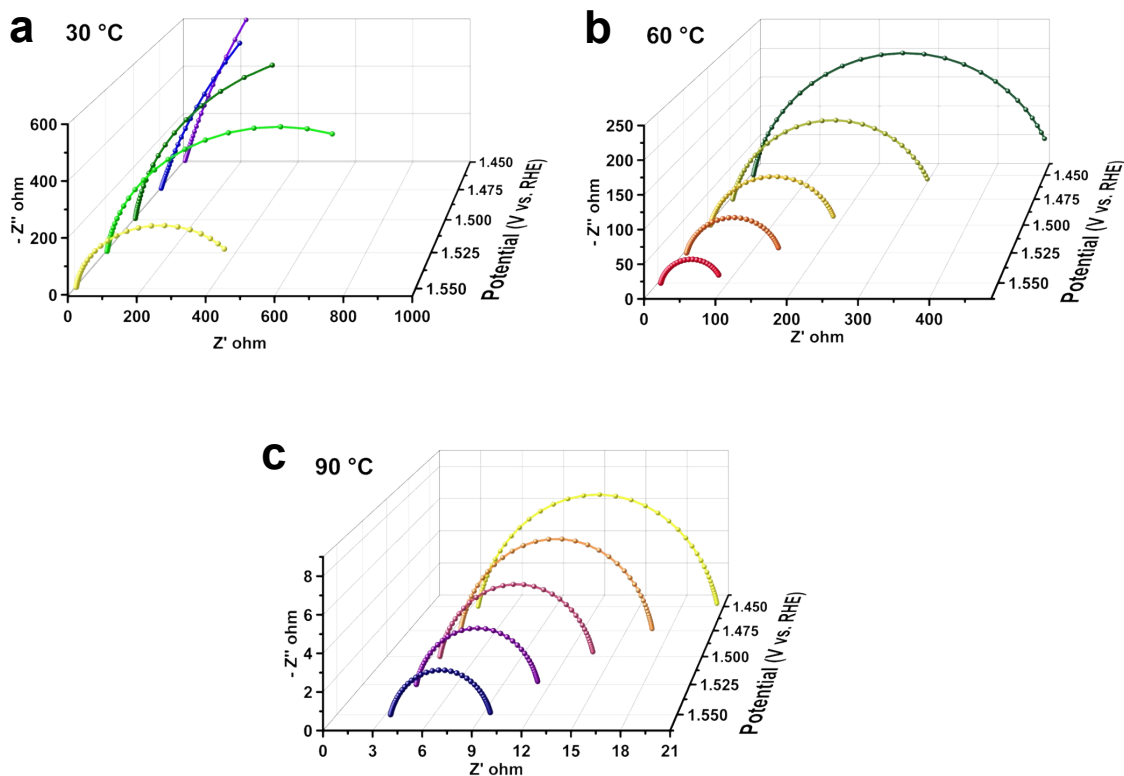 a
30 °C
600
400
200
0
- Z'' ohm
0 200 400 600 800 1000
Z' ohm
1.450
1.475
1.500
1.525
1.550
Potential (V vs. RHE)
b
60 °C
250
200
150
100
50
0
- Z'' ohm
0 100 200 300 400
Z' ohm
1.450
1.475
1.500
1.525
1.550
Potential (V vs. RHE)
c
90 °C
8
6
4
2
0
- Z'' ohm
0 3 6 9 12 15 18 21
Z' ohm
1.450
1.475
1.500
1.525
1.550
Potential (V vs. RHE)